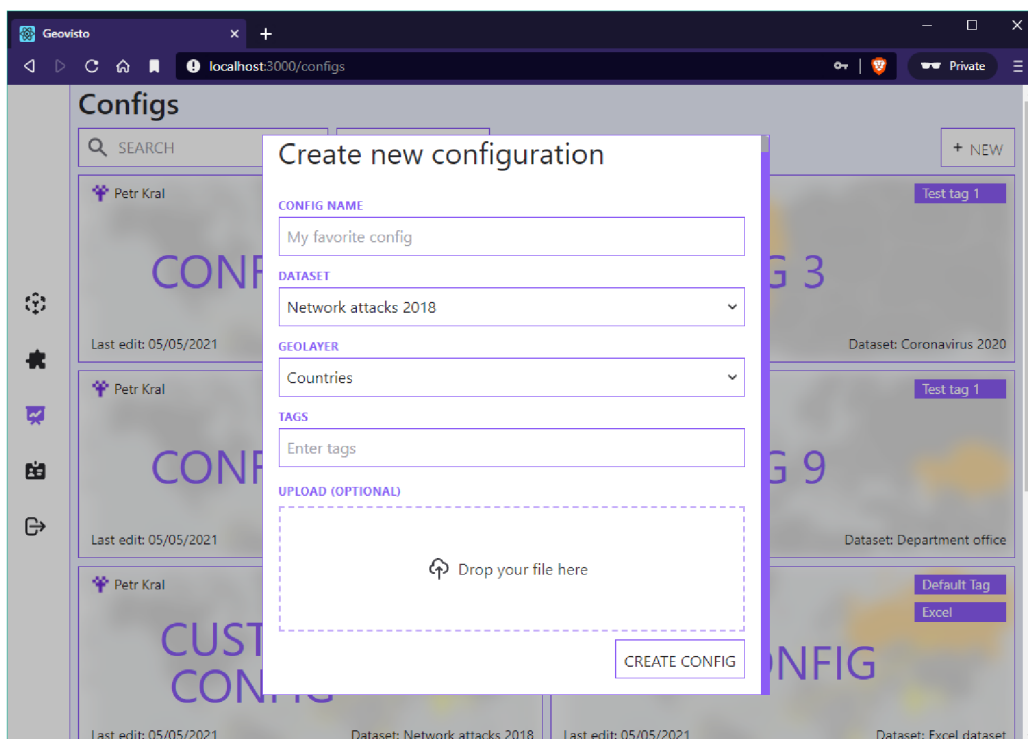 Geovisto
localhost:3000/configs
Private
Configs
SEARCH
+ NEW
Create new configuration
CONFIG NAME
My favorite config
DATASET
Network attacks 2018
GEOLAYER
Countries
TAGS
Enter tags
UPLOAD (OPTIONAL)
Drop your file here
CREATE CONFIG
Petr Kral
Test tag 1
CONF
G 3
Last edit: 05/05/2021
Dataset: Coronavirus 2020
Petr Kral
Test tag 1
CONF
G 9
Last edit: 05/05/2021
Dataset: Department office
Petr Kral
Default Tag
Excel
CUST
CONFIG
NFIG
Last edit: 05/05/2021
Dataset: Network attacks 2018
Last edit: 05/05/2021
Dataset: Excel dataset